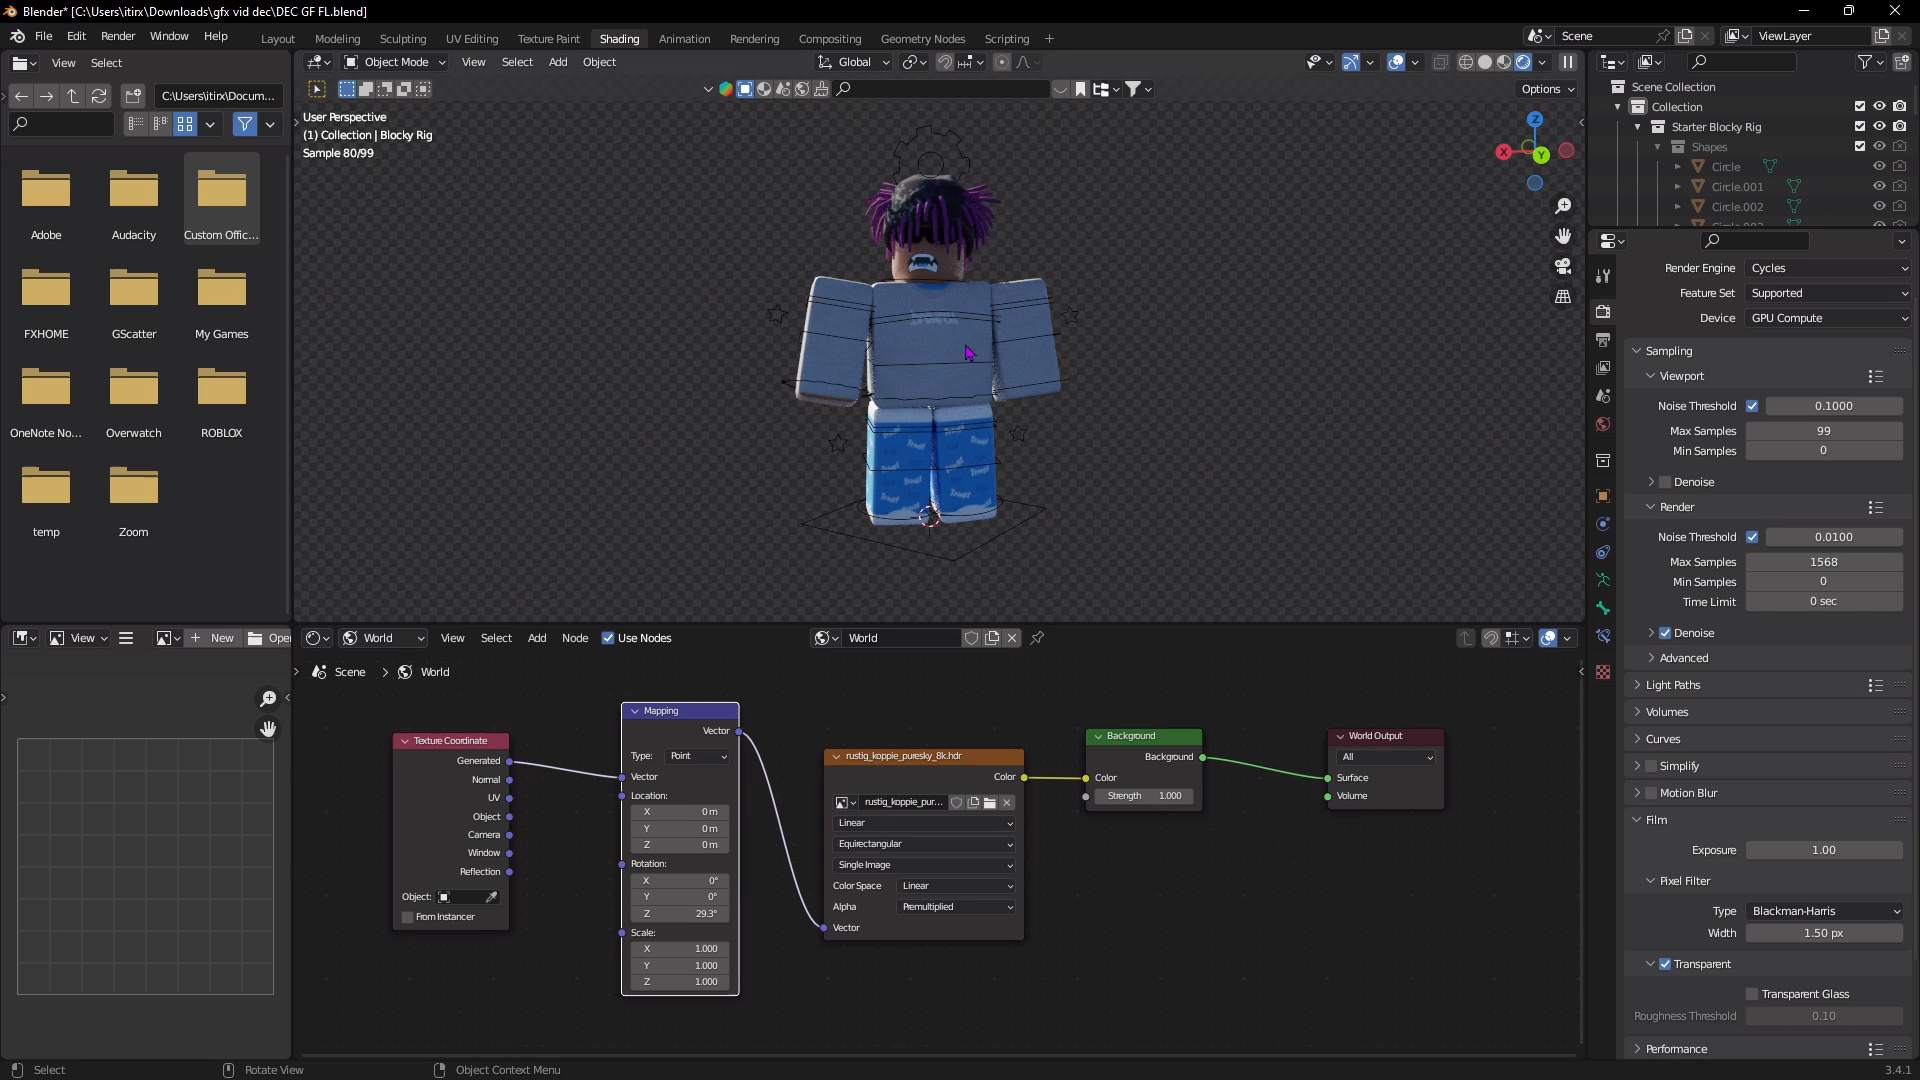 Blender* [C:\Users\itirx\Downloads\gfx vid dec\DEC GF FL.blend]
File Edit Render Window Help
Layout Modeling Sculpting UV Editing Texture Paint Shading Animation Rendering Compositing Geometry Nodes Scripting +
Scene
ViewLayer
View Select
C:\Users\itirx\Docum...
Adobe Audacity Custom Offic...
FXHOME GScatter My Games
OneNote No... Overwatch ROBLOX
temp Zoom
Object Mode View Select Add Object
Global
Options
User Perspective
(1) Collection | Blocky Rig
Sample 80/99
Z
X
Y
Trust
Scene Collection
Collection
Starter Blocky Rig
Shapes
Circle
Circle.001
Circle.002
Circle.003
Render Engine Cycles
Feature Set Supported
Device GPU Compute
Sampling
Viewport
Noise Threshold 0.1000
Max Samples 99
Min Samples 0
Denoise
Render
Noise Threshold 0.0100
Max Samples 1568
Min Samples 0
Time Limit 0 sec
Denoise
Advanced
Light Paths
Volumes
Curves
Simplify
Motion Blur
Film
Exposure 1.00
Pixel Filter
Type Blackman-Harris
Width 1.50 px
Transparent
Transparent Glass
Roughness Threshold 0.10
Performance
View
New
Open
World View Select Add Node Use Nodes
World
Scene > World
Texture Coordinate
Generated
Normal
UV
Object
Camera
Window
Reflection
Object:
From Instancer
Mapping
Vector
Type: Point
Vector
Location:
X 0 m
Y 0 m
Z 0 m
Rotation:
X 0°
Y 0°
Z 29.3°
Scale:
X 1.000
Y 1.000
Z 1.000
rustig_koppie_puresky_8k.hdr
Color
rustig_koppie_pur...
Linear
Equirectangular
Single Image
Color Space Linear
Alpha Premultiplied
Vector
Background
Background
Color
Strength 1.000
World Output
All
Surface
Volume
Select
Rotate View
Object Context Menu
3.4.1